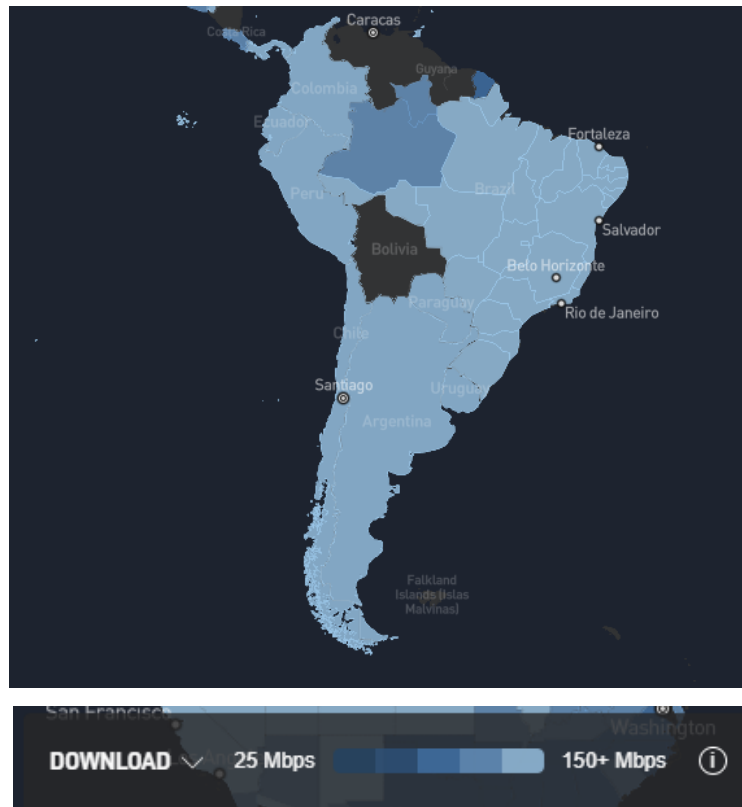 Caracas
Costa Rica
Guyana
Colombia
Ecuador
Fortaleza
Peru
Brazil
Salvador
Bolivia
Belo Horizonte
Paraguay
Rio de Janeiro
Chile
Santiago
Uruguay
Argentina
Falkland
Islands (Islas
Malvinas)
San Francisco
Washington
DOWNLOAD 25 Mbps 150+ Mbps